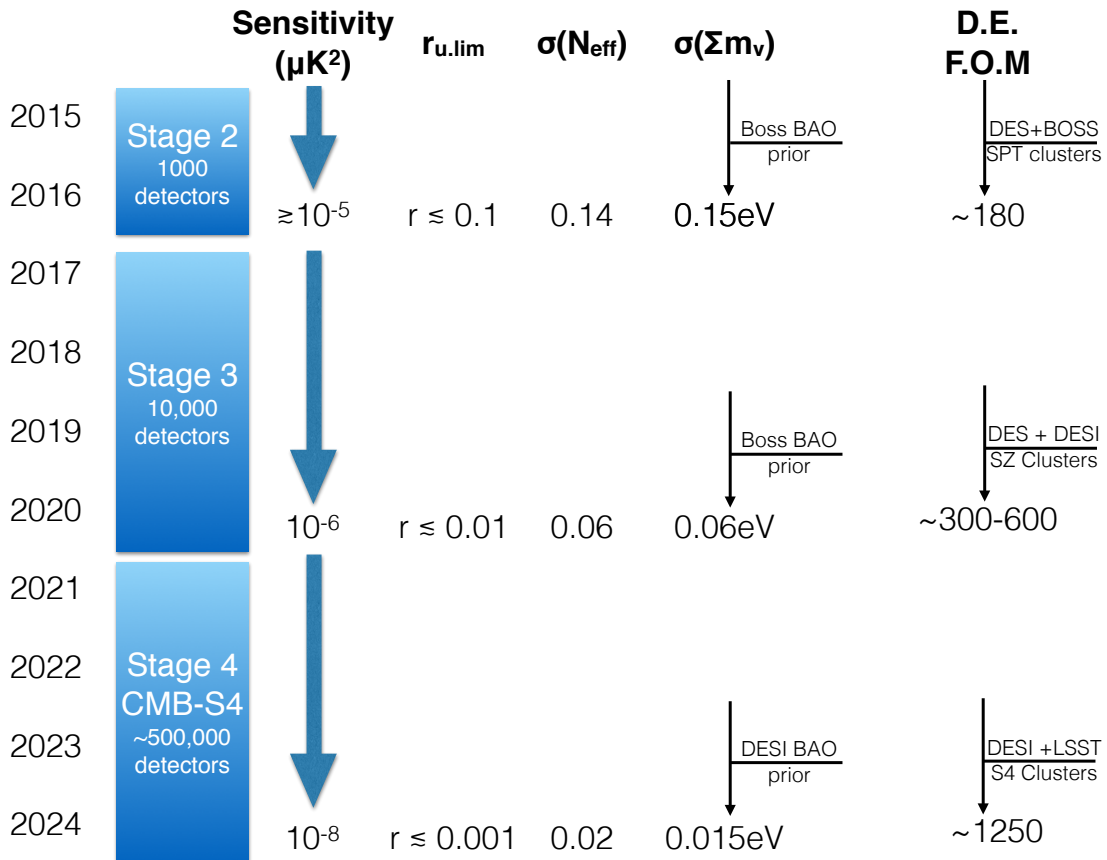 Sensitivity
(µK²)
r u.lim
σ(Neff)
σ(Σmν)
D.E.
F.O.M
2015
2016
2017
2018
2019
2020
2021
2022
2023
2024
Stage 2
1000
detectors
≳10⁻⁵
r ≲ 0.1
0.14
Boss BAO
prior
0.15eV
DES+BOSS
SPT clusters
~180
Stage 3
10,000
detectors
10⁻⁶
r ≲ 0.01
0.06
Boss BAO
prior
0.06eV
DES + DESI
SZ Clusters
~300-600
Stage 4
CMB-S4
~500,000
detectors
10⁻⁸
r ≲ 0.001
0.02
DESI BAO
prior
0.015eV
DESI +LSST
S4 Clusters
~1250